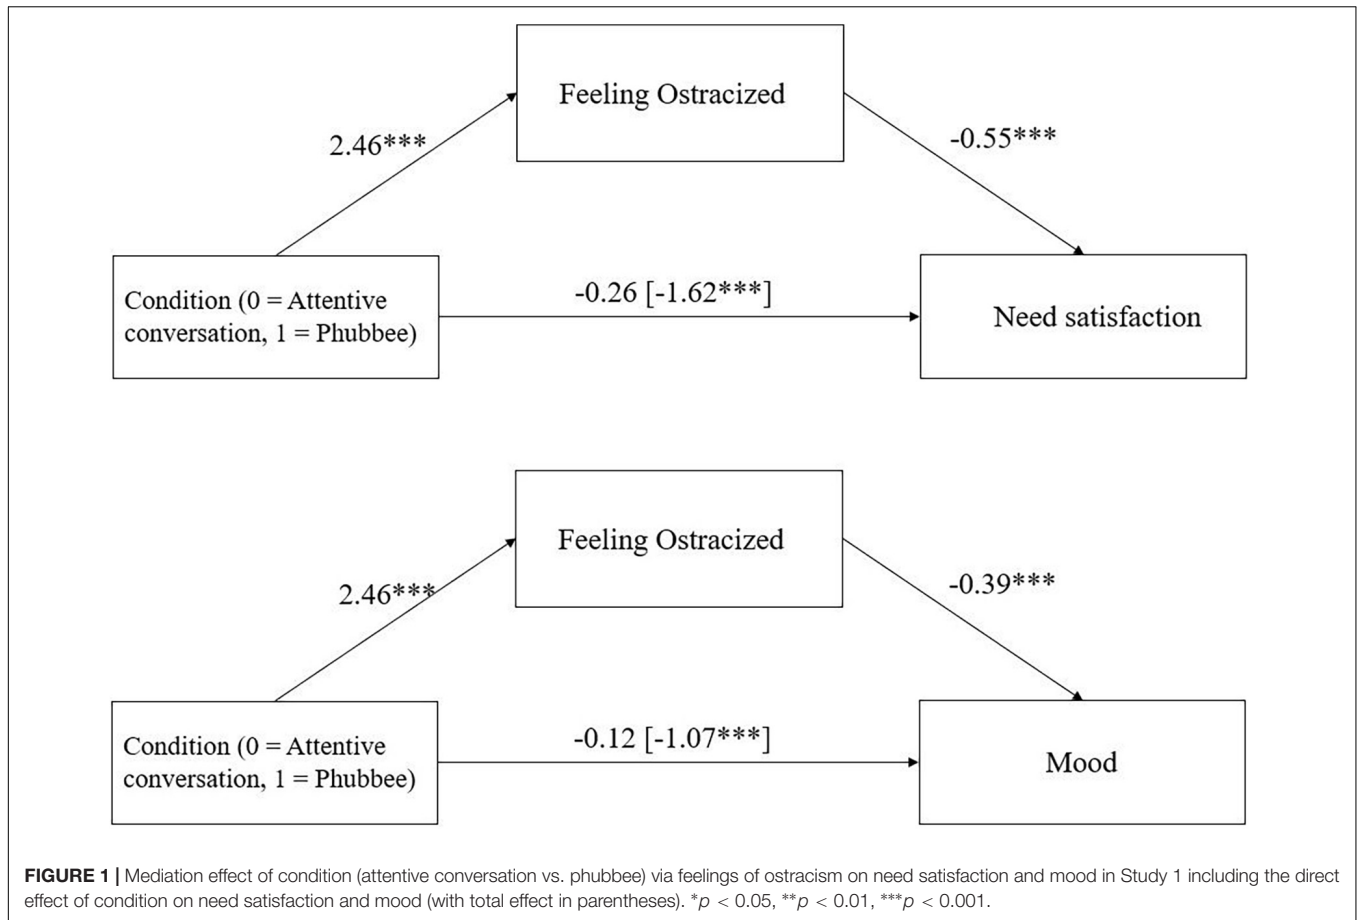 Feeling Ostracized
2.46***
-0.55***
Condition (0 = Attentive
conversation, 1 = Phubbee)
-0.26 [-1.62***]
Need satisfaction
Feeling Ostracized
2.46***
-0.39***
Condition (0 = Attentive
conversation, 1 = Phubbee)
-0.12 [-1.07***]
Mood
FIGURE 1 | Mediation effect of condition (attentive conversation vs. phubbee) via feelings of ostracism on need satisfaction and mood in Study 1 including the direct
effect of condition on need satisfaction and mood (with total effect in parentheses). *p < 0.05, **p < 0.01, ***p < 0.001.